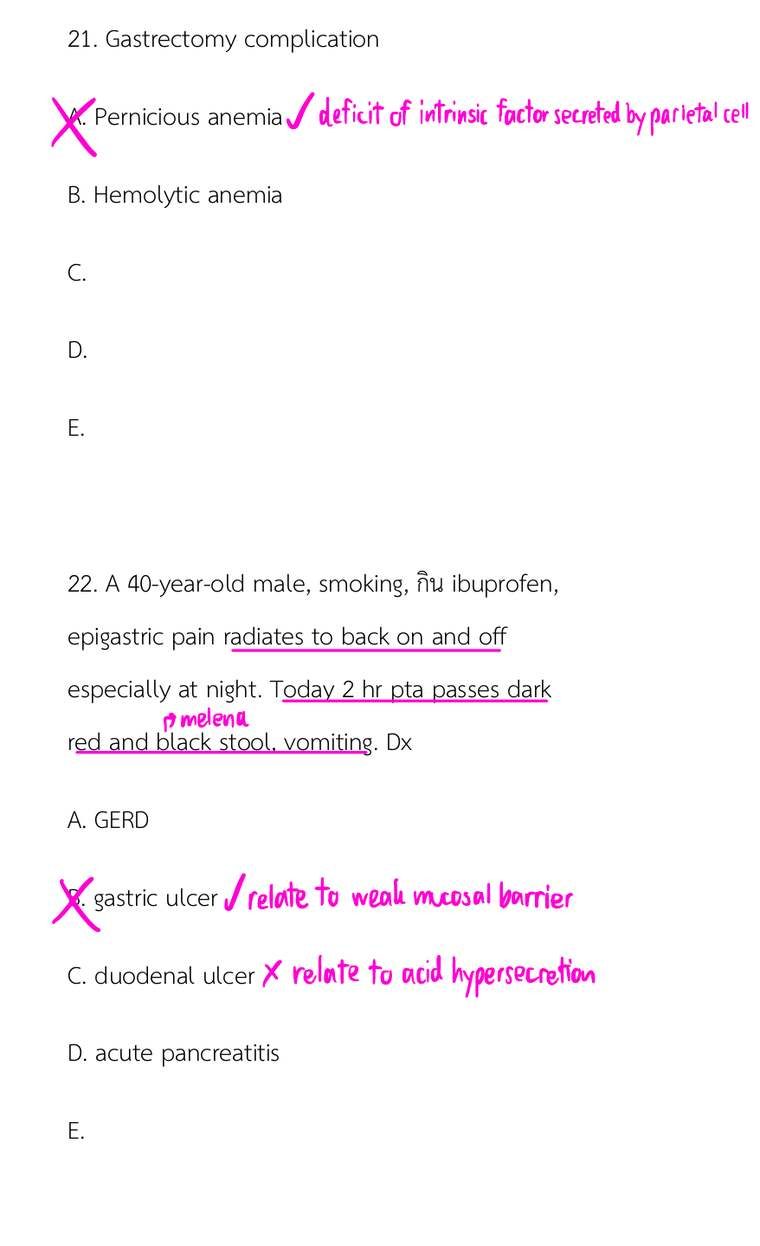 21. Gastrectomy complication
A. Pernicious anemia ✓ deficit of intrinsic factor secreted by parietal cell
B. Hemolytic anemia
C.
D.
E.
22. A 40-year-old male, smoking, กิน ibuprofen,
epigastric pain radiates to back on and off
especially at night. Today 2 hr pta passes dark
melena
red and black stool, vomiting. Dx
A. GERD
B. gastric ulcer ✓ relate to weak mucosal barrier
C. duodenal ulcer ✗ relate to acid hypersecretion
D. acute pancreatitis
E.